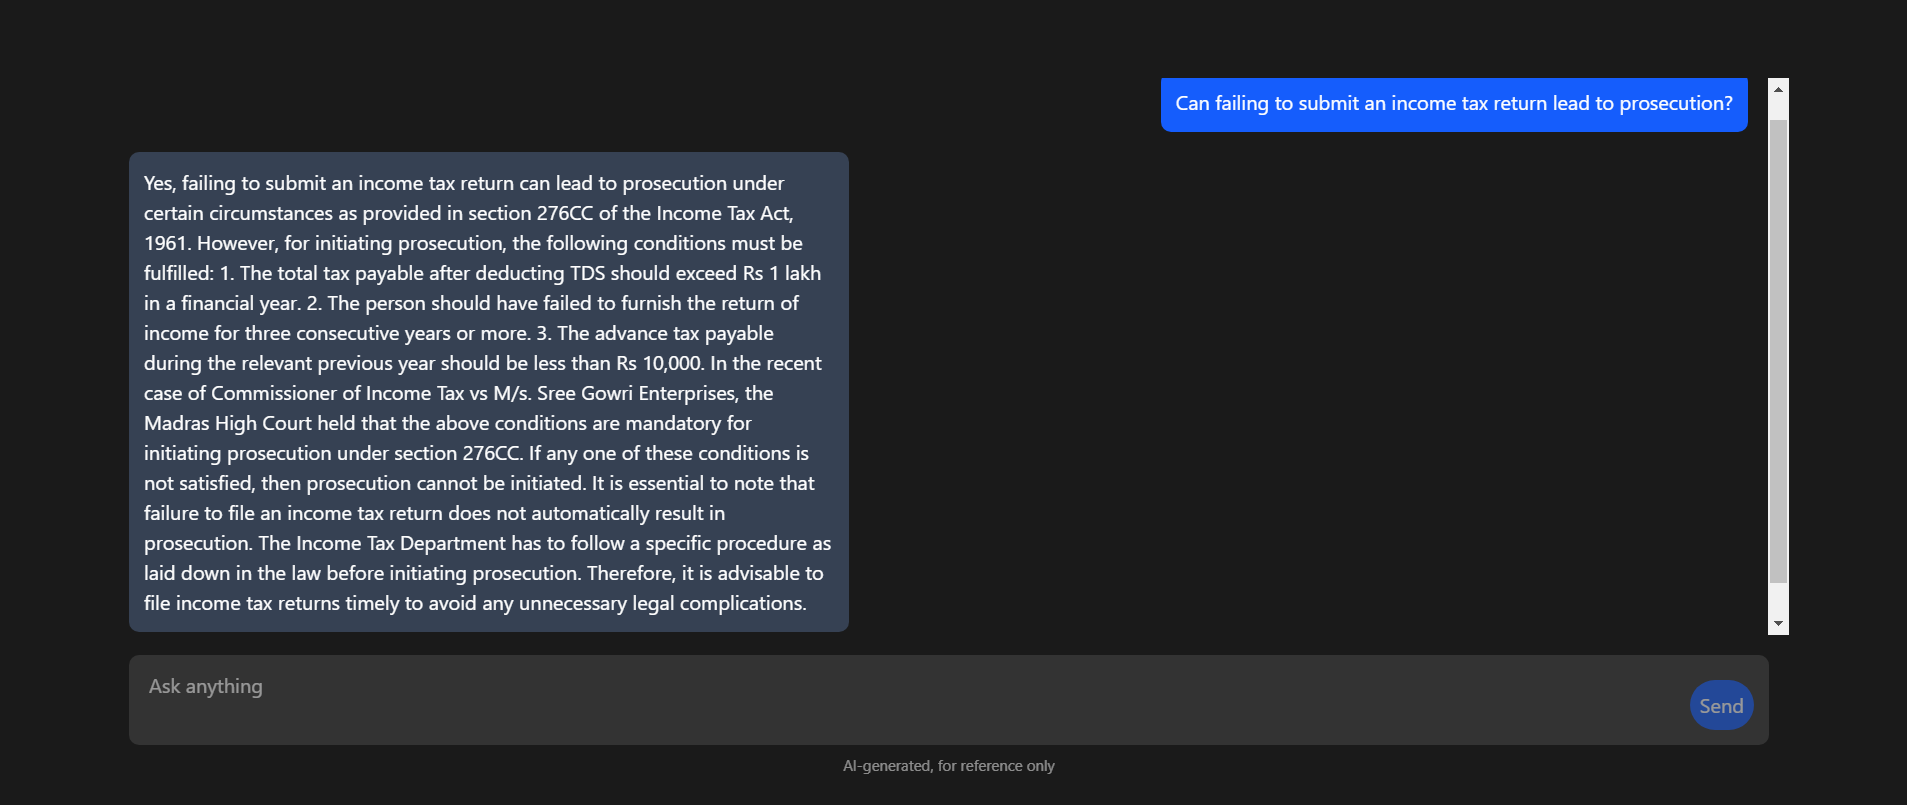 Can failing to submit an income tax return lead to prosecution?
Yes, failing to submit an income tax return can lead to prosecution under
certain circumstances as provided in section 276CC of the Income Tax Act,
1961. However, for initiating prosecution, the following conditions must be
fulfilled: 1. The total tax payable after deducting TDS should exceed Rs 1 lakh
in a financial year. 2. The person should have failed to furnish the return of
income for three consecutive years or more. 3. The advance tax payable
during the relevant previous year should be less than Rs 10,000. In the recent
case of Commissioner of Income Tax vs M/s. Sree Gowri Enterprises, the
Madras High Court held that the above conditions are mandatory for
initiating prosecution under section 276CC. If any one of these conditions is
not satisfied, then prosecution cannot be initiated. It is essential to note that
failure to file an income tax return does not automatically result in
prosecution. The Income Tax Department has to follow a specific procedure as
laid down in the law before initiating prosecution. Therefore, it is advisable to
file income tax returns timely to avoid any unnecessary legal complications.
Ask anything
Send
AI-generated, for reference only